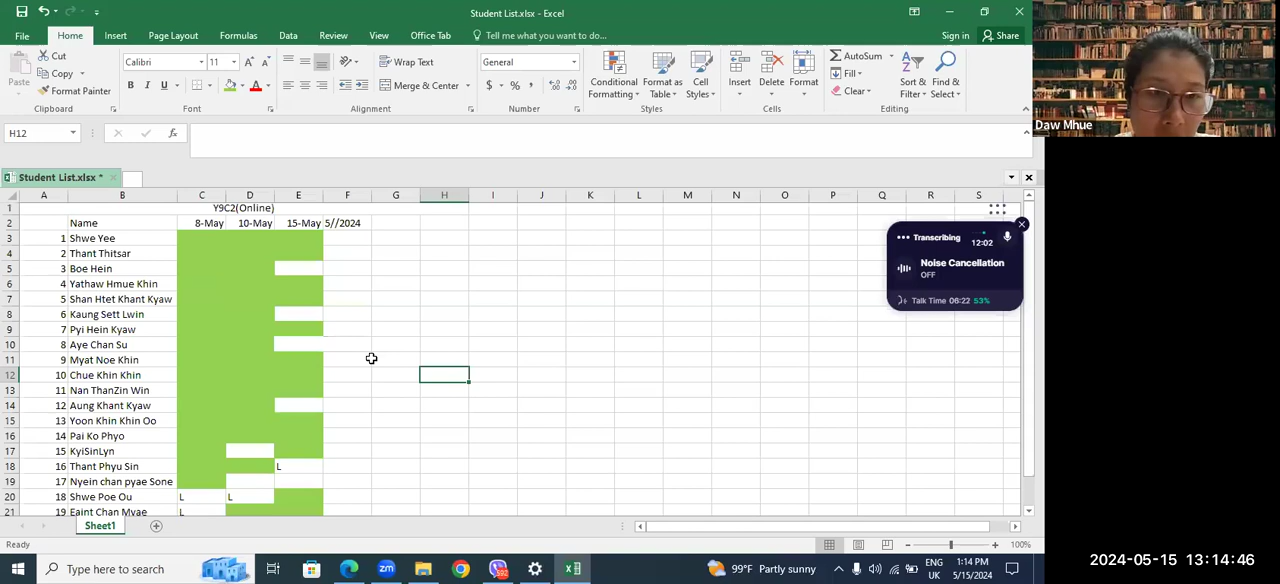 Student List.xlsx - Excel
File Home Insert Page Layout Formulas Data Review View Office Tab Tell me what you want to do... Sign in Share
Cut
Copy
Format Painter
Paste
Clipboard
Calibri 11
B I U
Font
Wrap Text
Merge & Center
Alignment
General
$ % ,
Number
Conditional Formatting
Format as Table
Cell Styles
Styles
Insert Delete Format
Cells
AutoSum
Fill
Clear
Sort & Filter
Find & Select
Editing
Daw Mhue
H12 fx
Student List.xlsx *
A B C D E F G H I J K L M N O P Q R S
1 Y9C2(Online)
2 Name 8-May 10-May 15-May 5//2024
3 1 Shwe Yee
4 2 Thant Thitsar
5 3 Boe Hein
6 4 Yathaw Hmue Khin
7 5 Shan Htet Khant Kyaw
8 6 Kaung Sett Lwin
9 7 Pyi Hein Kyaw
10 8 Aye Chan Su
11 9 Myat Noe Khin
12 10 Chue Khin Khin
13 11 Nan ThanZin Win
14 12 Aung Khant Kyaw
15 13 Yoon Khin Khin Oo
16 14 Pai Ko Phyo
17 15 KyiSinLyn
18 16 Thant Phyu Sin L
19 17 Nyein chan pyae Sone
20 18 Shwe Poe Ou L L
21 19 Eaint Chan Myae L
Transcribing 12:02
Noise Cancellation
OFF
Talk Time 06:22 53%
Sheet1
Ready 100%
Type here to search
zm
592
99°F Partly sunny
ENG
UK
1:14 PM
5/15/2024
2024-05-15 13:14:46